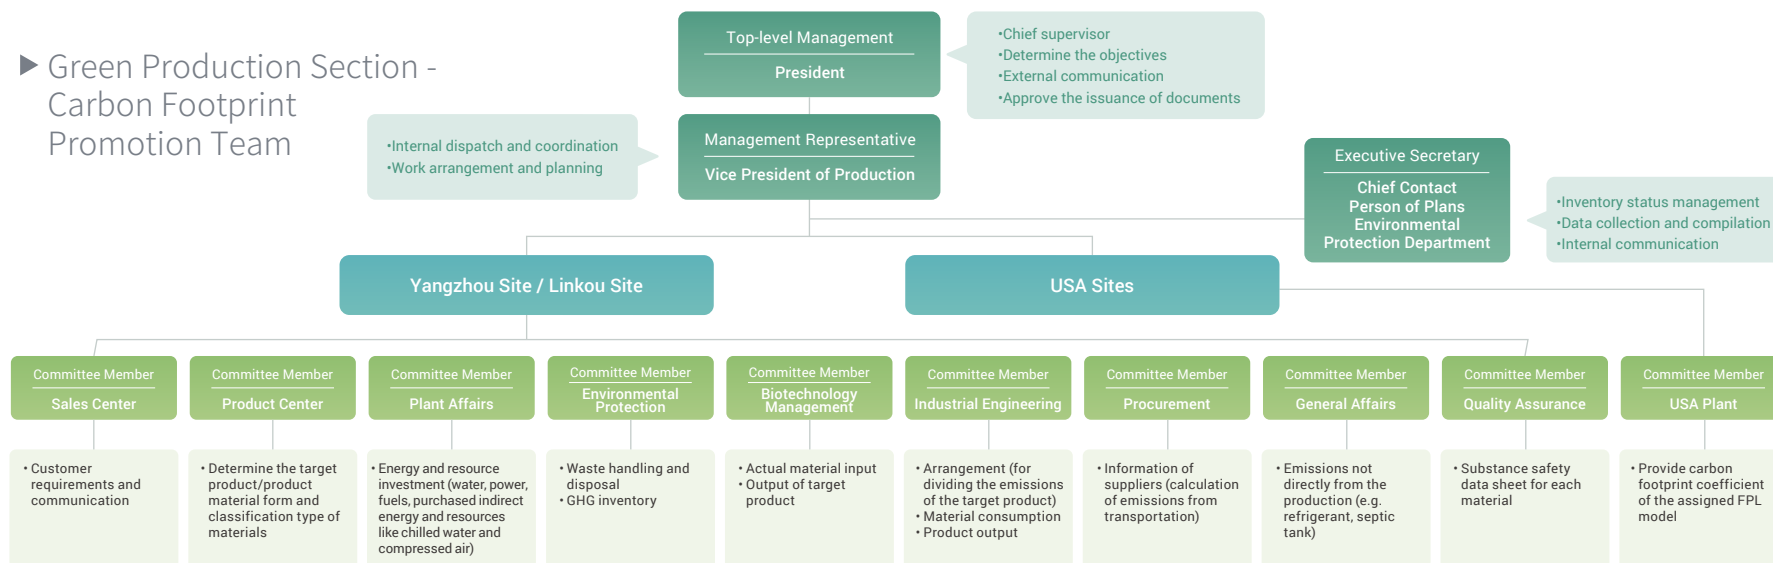 ▶ Green Production Section -
Carbon Footprint
Promotion Team
Top-level Management
President
•Chief supervisor
•Determine the objectives
•External communication
•Approve the issuance of documents
•Internal dispatch and coordination
•Work arrangement and planning
Management Representative
Vice President of Production
Executive Secretary
Chief Contact
Person of Plans
Environmental
Protection Department
•Inventory status management
•Data collection and compilation
•Internal communication
Yangzhou Site / Linkou Site
USA Sites
Committee Member
Sales Center
• Customer
requirements and
communication
Committee Member
Product Center
• Determine the target
product/product
material form and
classification type of
materials
Committee Member
Plant Affairs
• Energy and resource
investment (water, power,
fuels, purchased indirect
energy and resources
like chilled water and
compressed air)
Committee Member
Environmental
Protection
• Waste handling and
disposal
• GHG inventory
Committee Member
Biotechnology
Management
• Actual material input
• Output of target
product
Committee Member
Industrial Engineering
• Arrangement (for
dividing the emissions
of the target product)
• Material consumption
• Product output
Committee Member
Procurement
• Information of
suppliers (calculation
of emissions from
transportation)
Committee Member
General Affairs
• Emissions not
directly from the
production (e.g.
refrigerant, septic
tank)
Committee Member
Quality Assurance
• Substance safety
data sheet for each
material
Committee Member
USA Plant
• Provide carbon
footprint coefficient
of the assigned FPL
model